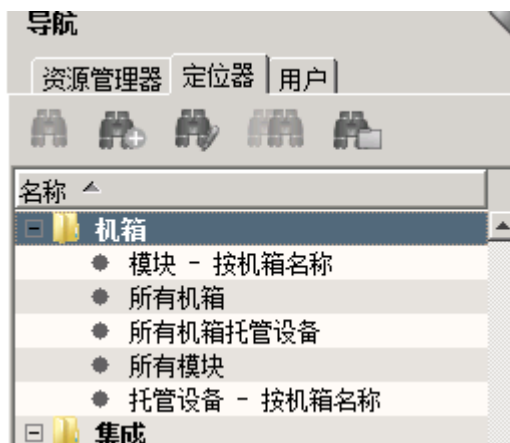 导航
资源管理器 定位器 用户
名称
机箱
模块 - 按机箱名称
所有机箱
所有机箱托管设备
所有模块
托管设备 - 按机箱名称
集成